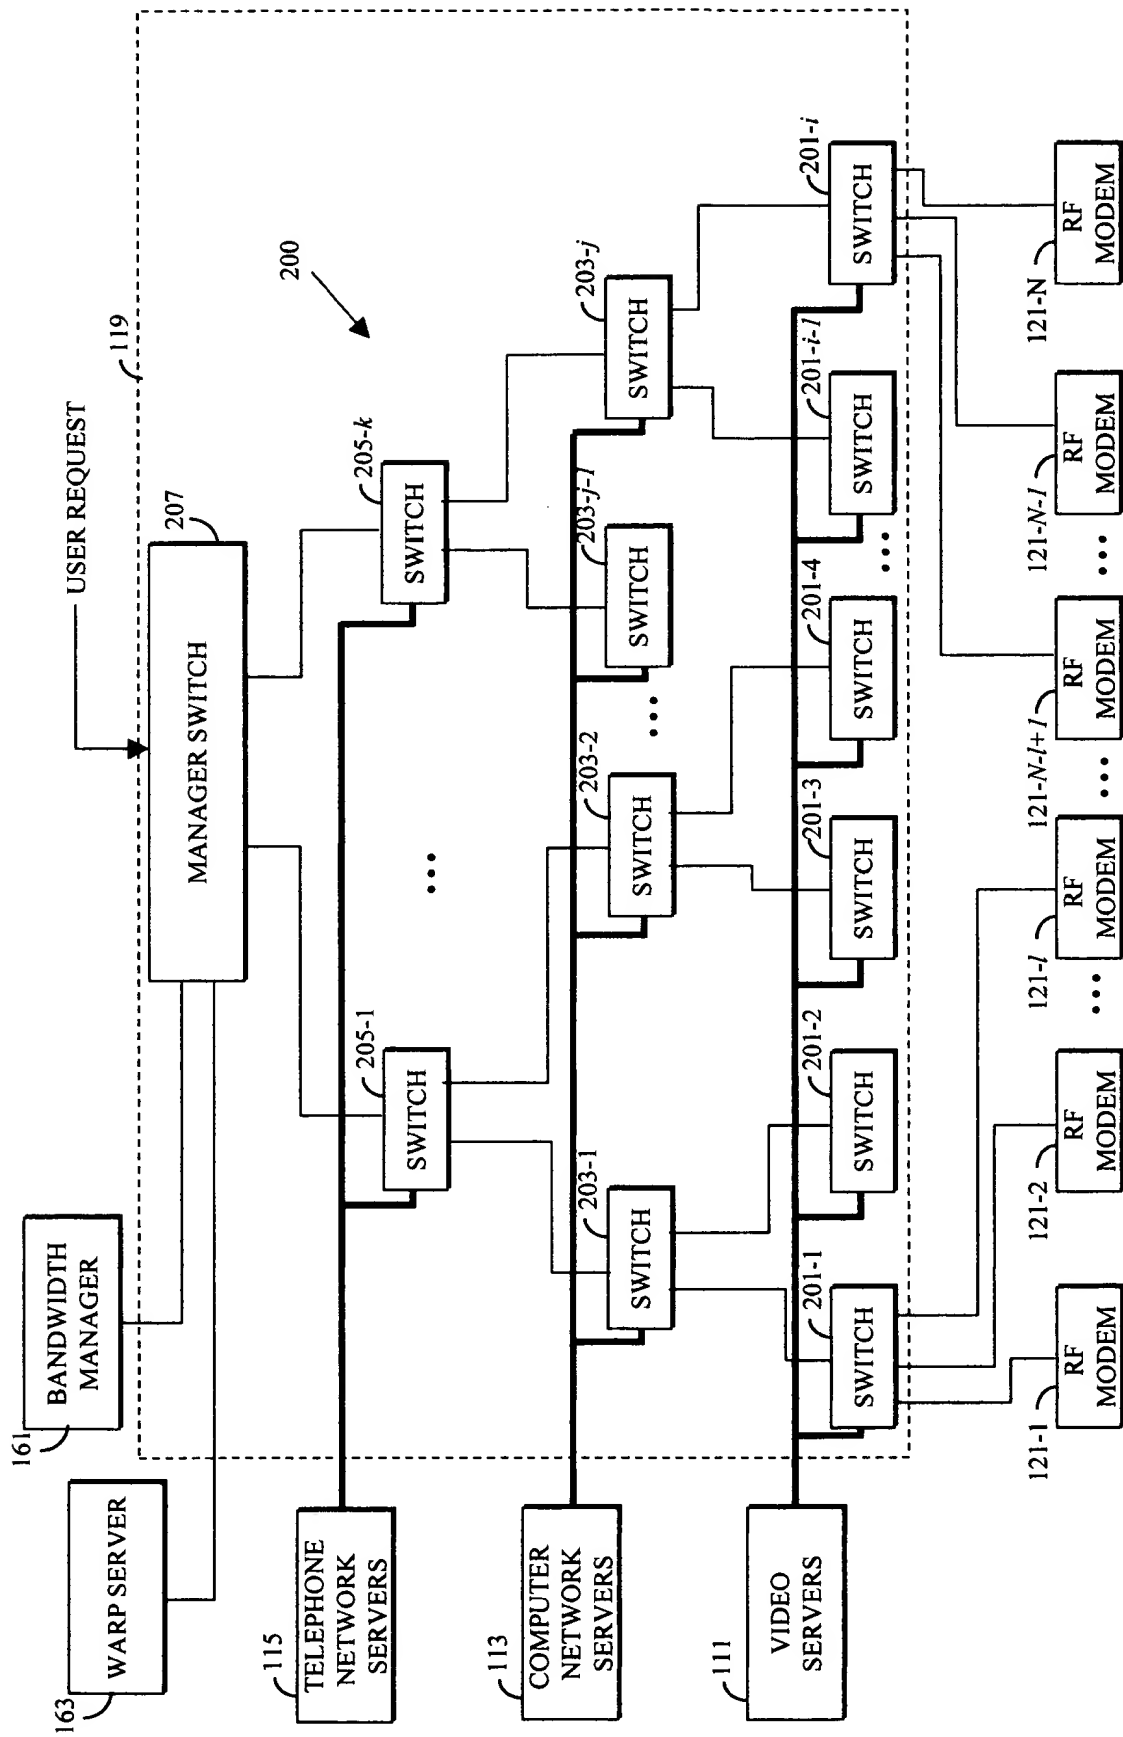 163
WARP SERVER
161
BANDWIDTH
MANAGER
USER REQUEST
119
207
MANAGER SWITCH
200
115
TELEPHONE
NETWORK
SERVERS
205-1
SWITCH
...
205-k
SWITCH
113
COMPUTER
NETWORK
SERVERS
203-1
SWITCH
203-2
SWITCH
...
203-j-1
SWITCH
203-j
SWITCH
111
VIDEO
SERVERS
201-1
SWITCH
201-2
SWITCH
201-3
SWITCH
201-4
SWITCH
...
201-i-1
SWITCH
201-i
SWITCH
121-1
RF
MODEM
121-2
RF
MODEM
...
121-l
RF
MODEM
...
121-N-l+1
RF
MODEM
...
121-N-1
RF
MODEM
121-N
RF
MODEM